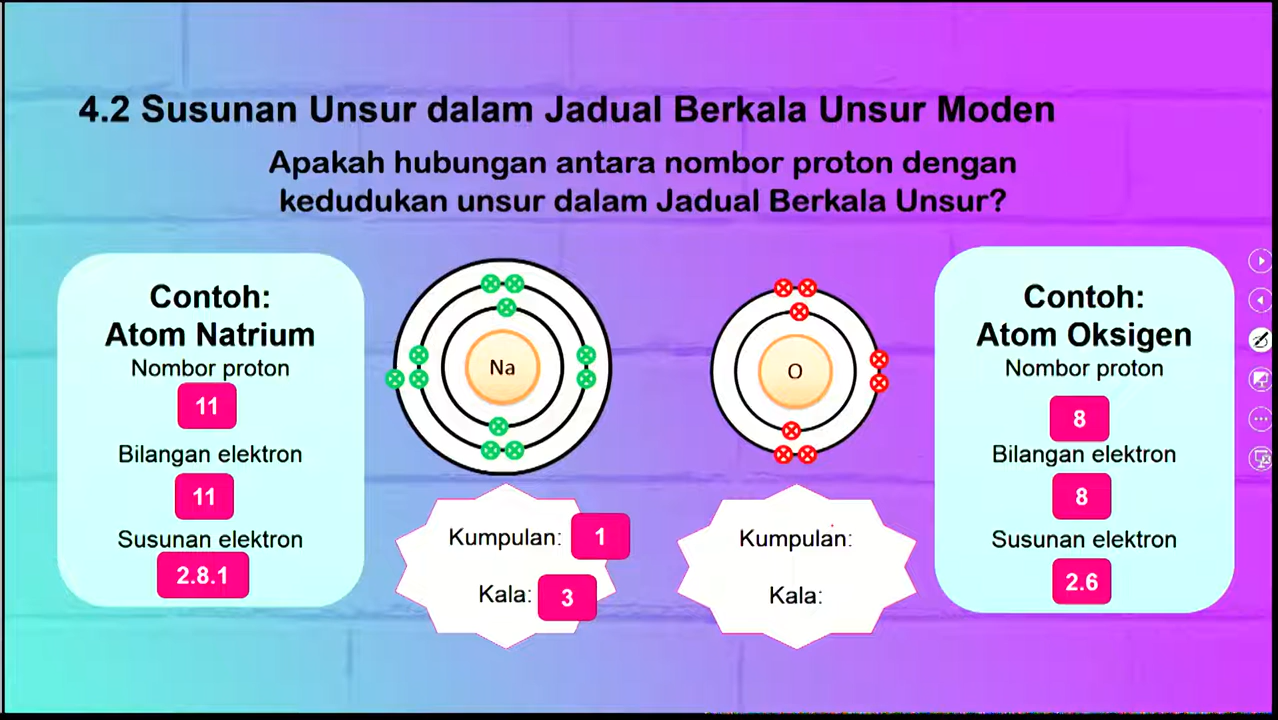 4.2 Susunan Unsur dalam Jadual Berkala Unsur Moden
Apakah hubungan antara nombor proton dengan
kedudukan unsur dalam Jadual Berkala Unsur?
Contoh:
Atom Natrium
Nombor proton
11
Bilangan elektron
11
Susunan elektron
2.8.1
Na
Kumpulan: 1
Kala: 3
O
Kumpulan:
Kala:
Contoh:
Atom Oksigen
Nombor proton
8
Bilangan elektron
8
Susunan elektron
2.6